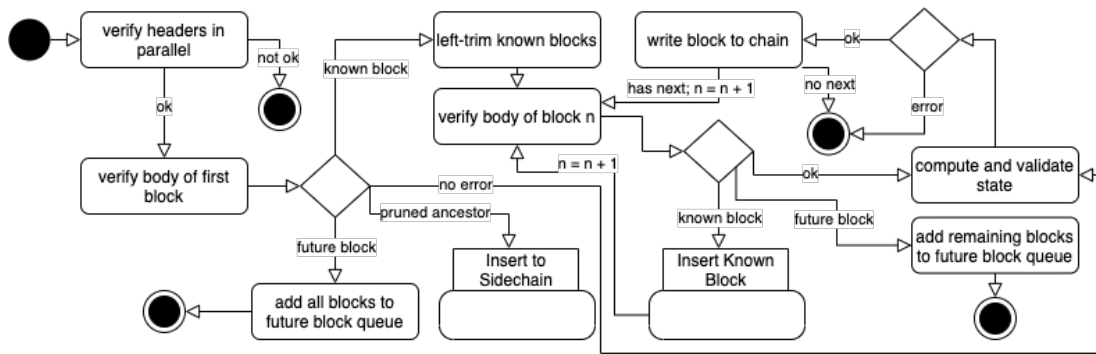 verify headers in
parallel
not ok
ok
verify body of first
block
known block
left-trim known blocks
write block to chain
ok
has next; n = n + 1
no next
error
verify body of block n
n = n + 1
no error
ok
compute and validate
state
pruned ancestor
known block
future block
future block
Insert to
Sidechain
Insert Known
Block
add remaining blocks
to future block queue
add all blocks to
future block queue